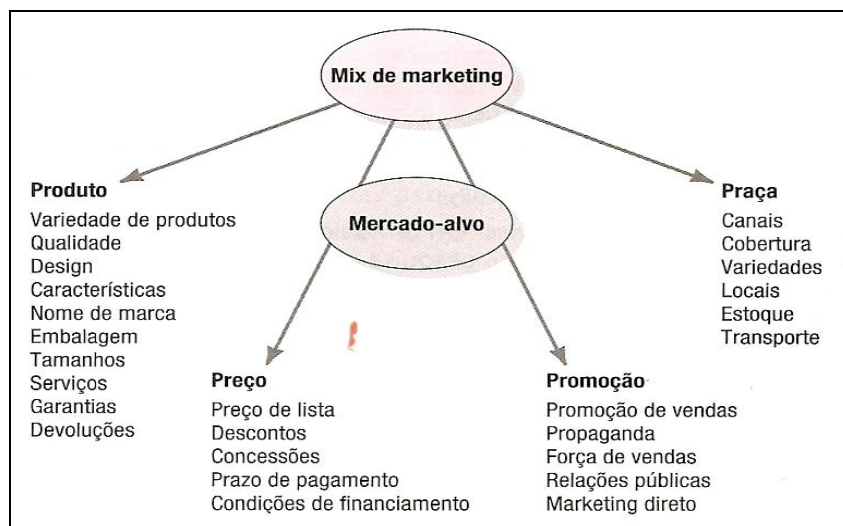 Mix de marketing
Mercado-alvo
Produto
Variedade de produtos
Qualidade
Design
Características
Nome de marca
Embalagem
Tamanhos
Serviços
Garantias
Devoluções
Preço
Preço de lista
Descontos
Concessões
Prazo de pagamento
Condições de financiamento
Promoção
Promoção de vendas
Propaganda
Força de vendas
Relações públicas
Marketing direto
Praça
Canais
Cobertura
Variedades
Locais
Estoque
Transporte